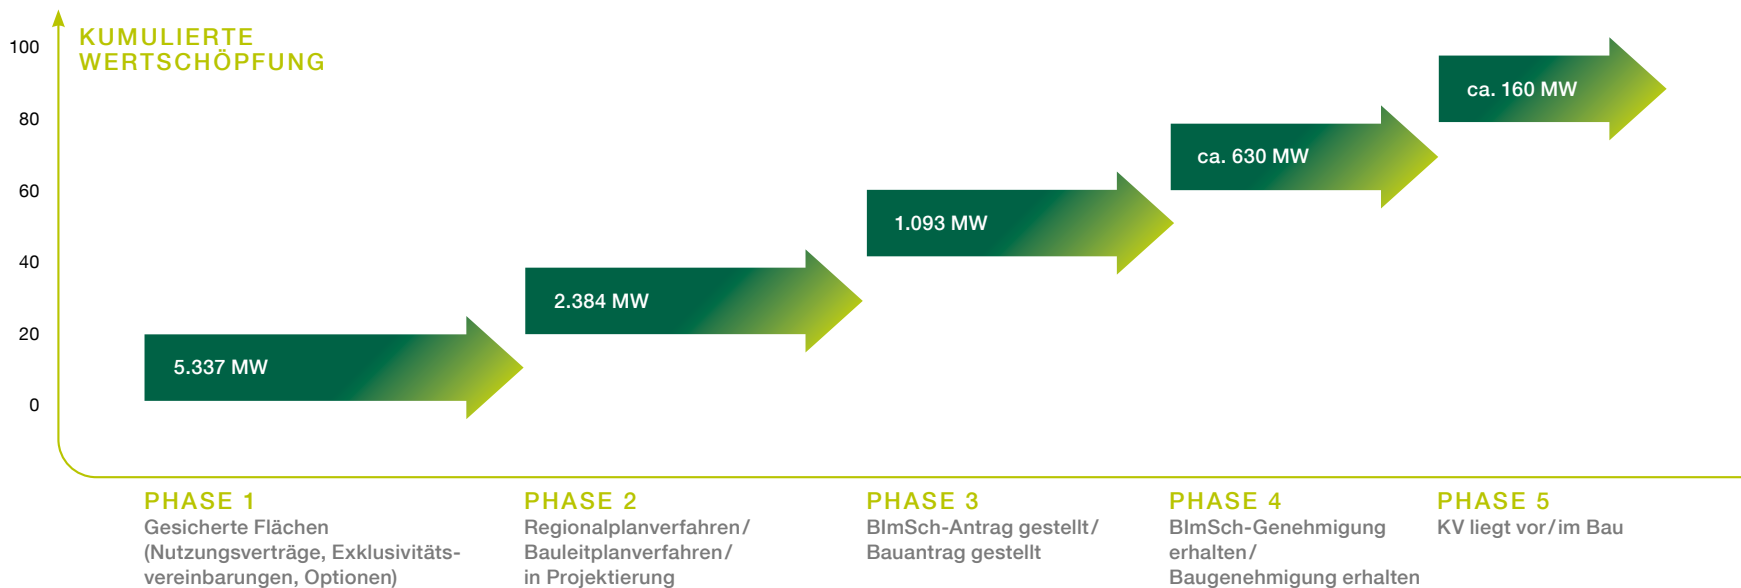 KUMULIERTE
WERTSCHÖPFUNG
100
80
60
40
20
0
5.337 MW
2.384 MW
1.093 MW
ca. 630 MW
ca. 160 MW
PHASE 1
Gesicherte Flächen
(Nutzungsverträge, Exklusivitäts-
vereinbarungen, Optionen)
PHASE 2
Regionalplanverfahren/
Bauleitplanverfahren/
in Projektierung
PHASE 3
BImSch-Antrag gestellt/
Bauantrag gestellt
PHASE 4
BImSch-Genehmigung
erhalten/
Baugenehmigung erhalten
PHASE 5
KV liegt vor/im Bau